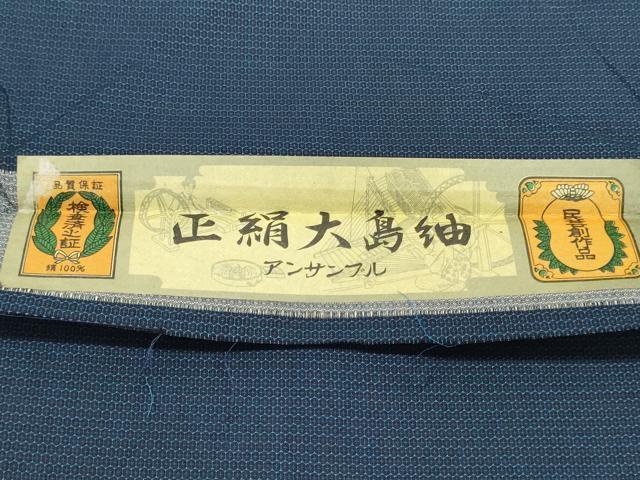 品質保証
検査済之証
絹100%
正絹大島紬
アンサンブル
民芸創作品